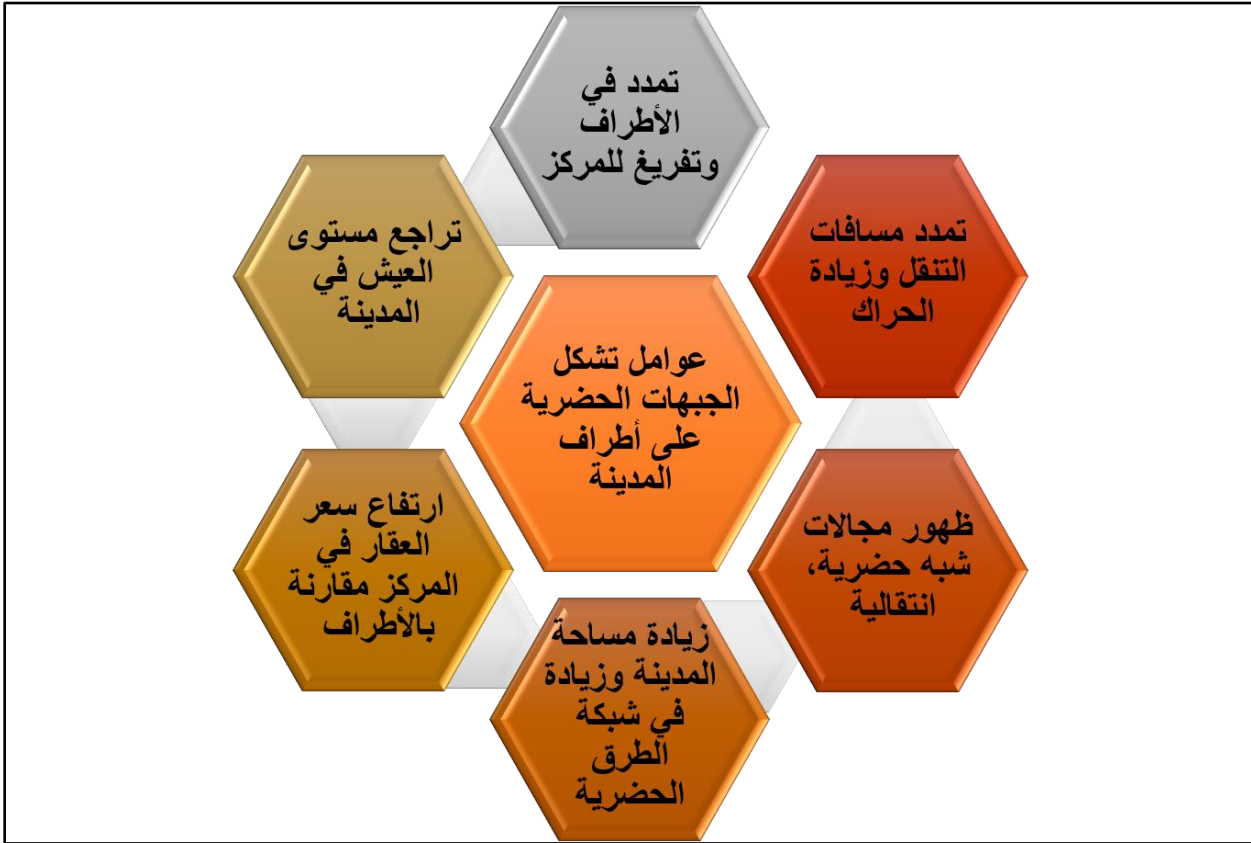 تمدد في
الأطراف
وتفريغ للمركز
تمدد مسافات
التنقل وزيادة
الحراك
تراجع مستوى
العيش في
المدينة
عوامل تشكل
الجبهات الحضرية
على أطراف
المدينة
ظهور مجالات
شبه حضرية،
انتقالية
ارتفاع سعر
العقار في
المركز مقارنة
بالأطراف
زيادة مساحة
المدينة وزيادة
في شبكة
الطرق
الحضرية